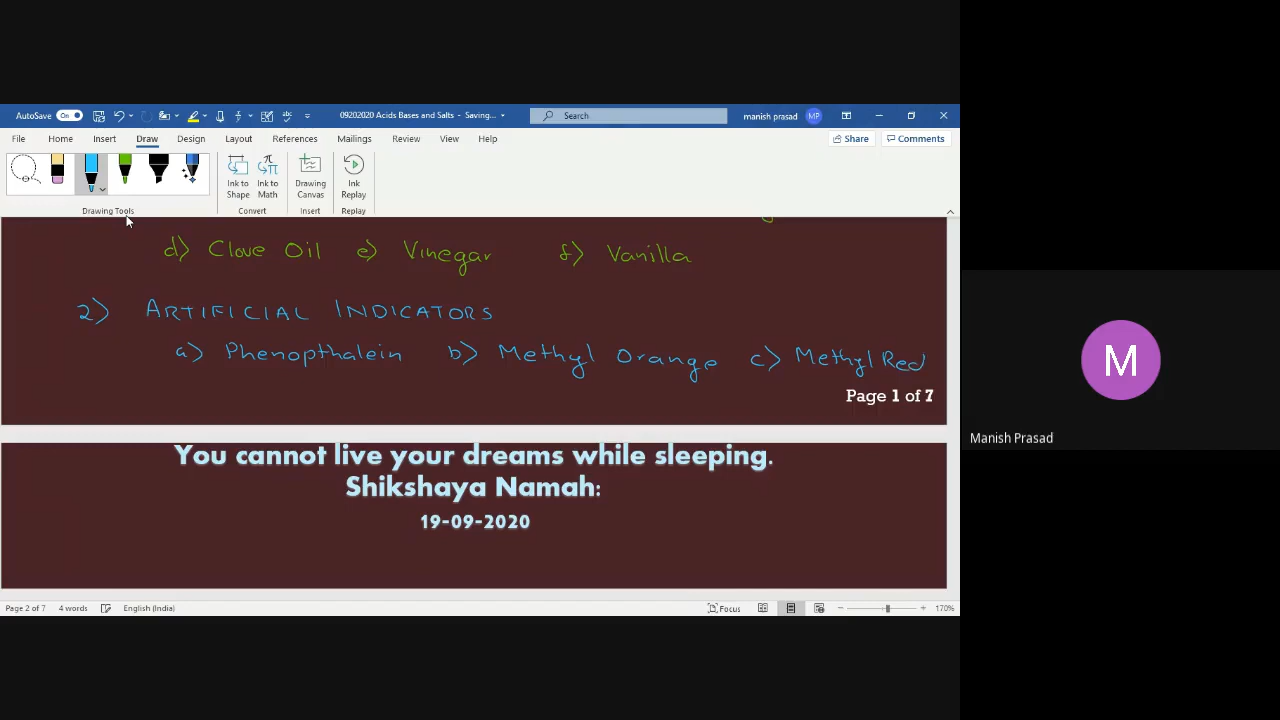 AutoSave On 09202020 Acids Bases and Salts - Saving... Search manish prasad MP
File Home Insert Draw Design Layout References Mailings Review View Help Share Comments
Ink to Shape Ink to Math Drawing Canvas Ink Replay
Drawing Tools Convert Insert Replay
d) Clove Oil e) Vinegar f) Vanilla
2) ARTIFICIAL INDICATORS
a) Phenopthalein b) Methyl Orange c) Methyl Red
Page 1 of 7
You cannot live your dreams while sleeping.
Shikshaya Namah:
19-09-2020
Page 2 of 7 4 words English (India) Focus 170%
M
Manish Prasad